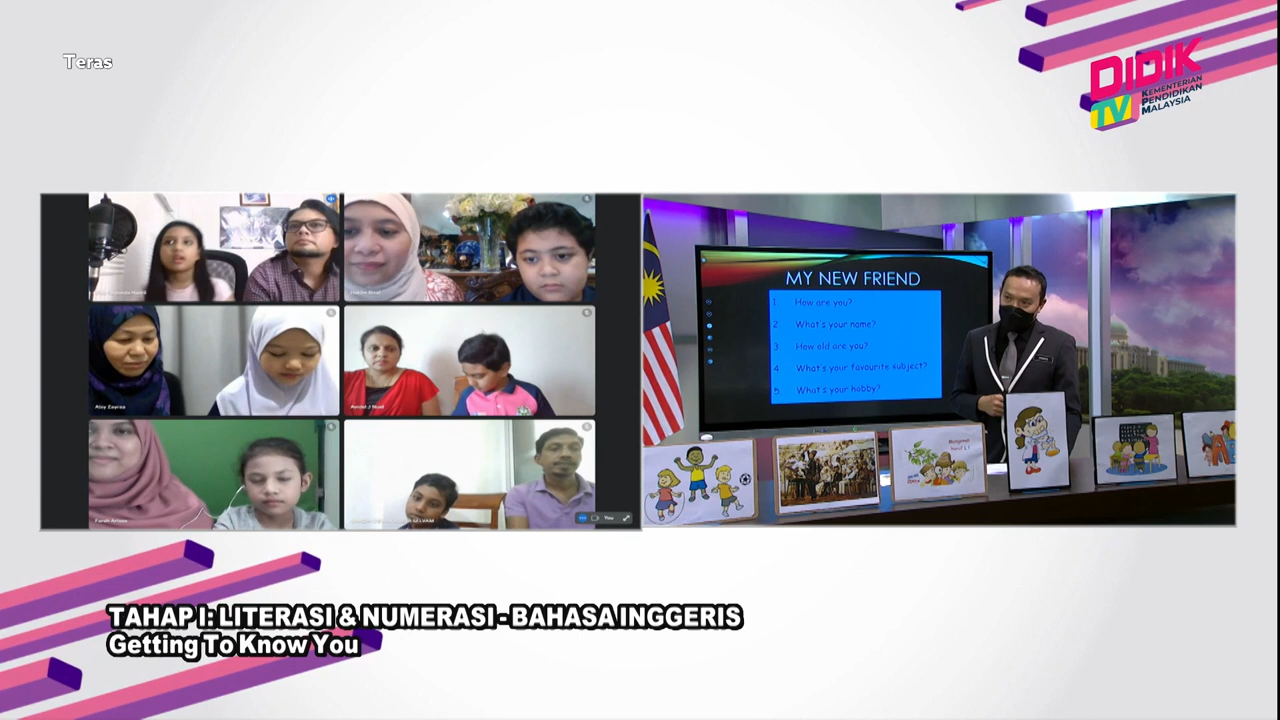 Teras
DIDIK
TV
KEMENTERIAN
PENDIDIKAN
MALAYSIA
MY NEW FRIEND
1 How are you?
2 What's your name?
3 How old are you?
4 What's your favourite subject?
5 What's your hobby?
You
TAHAP I: LITERASI & NUMERASI - BAHASA INGGERIS
Getting To Know You